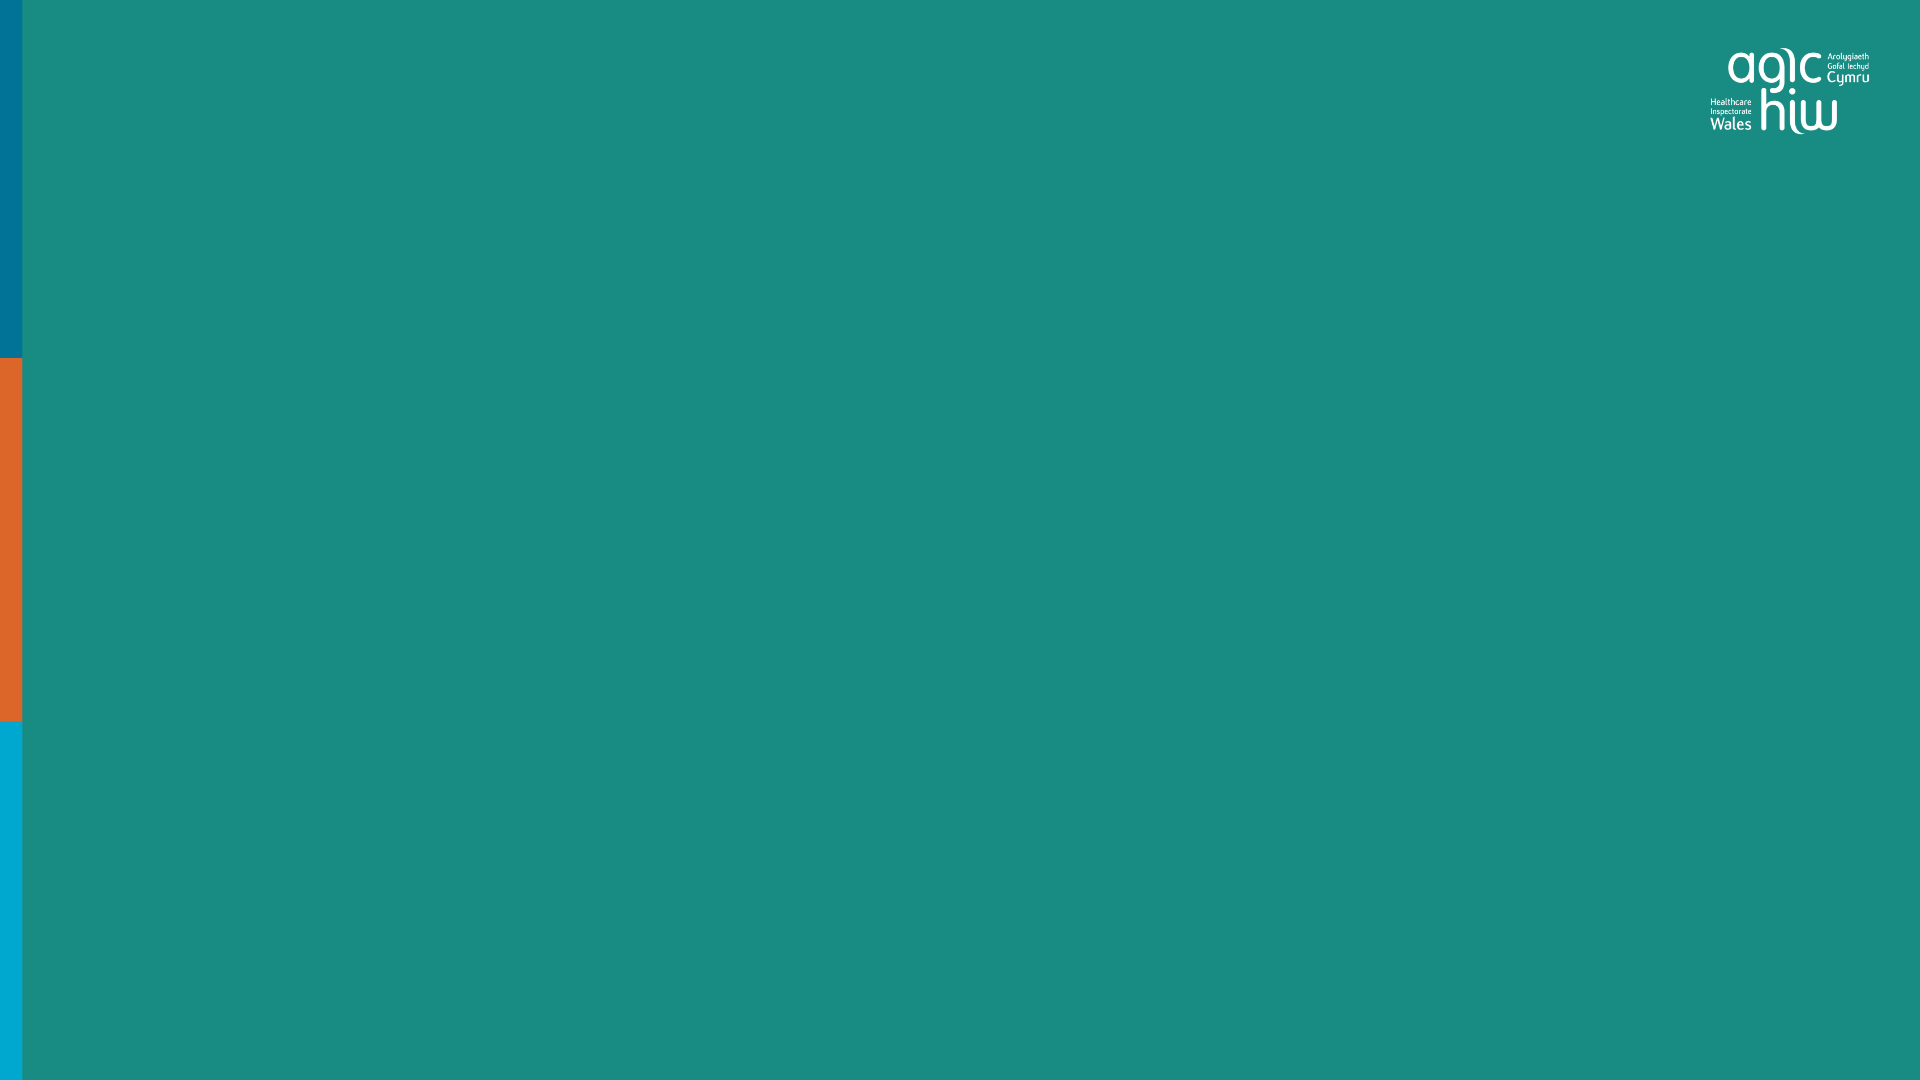 agic
Arolygiaeth
Gofal Iechyd
Cymru
Healthcare
Inspectorate
Wales
hiw